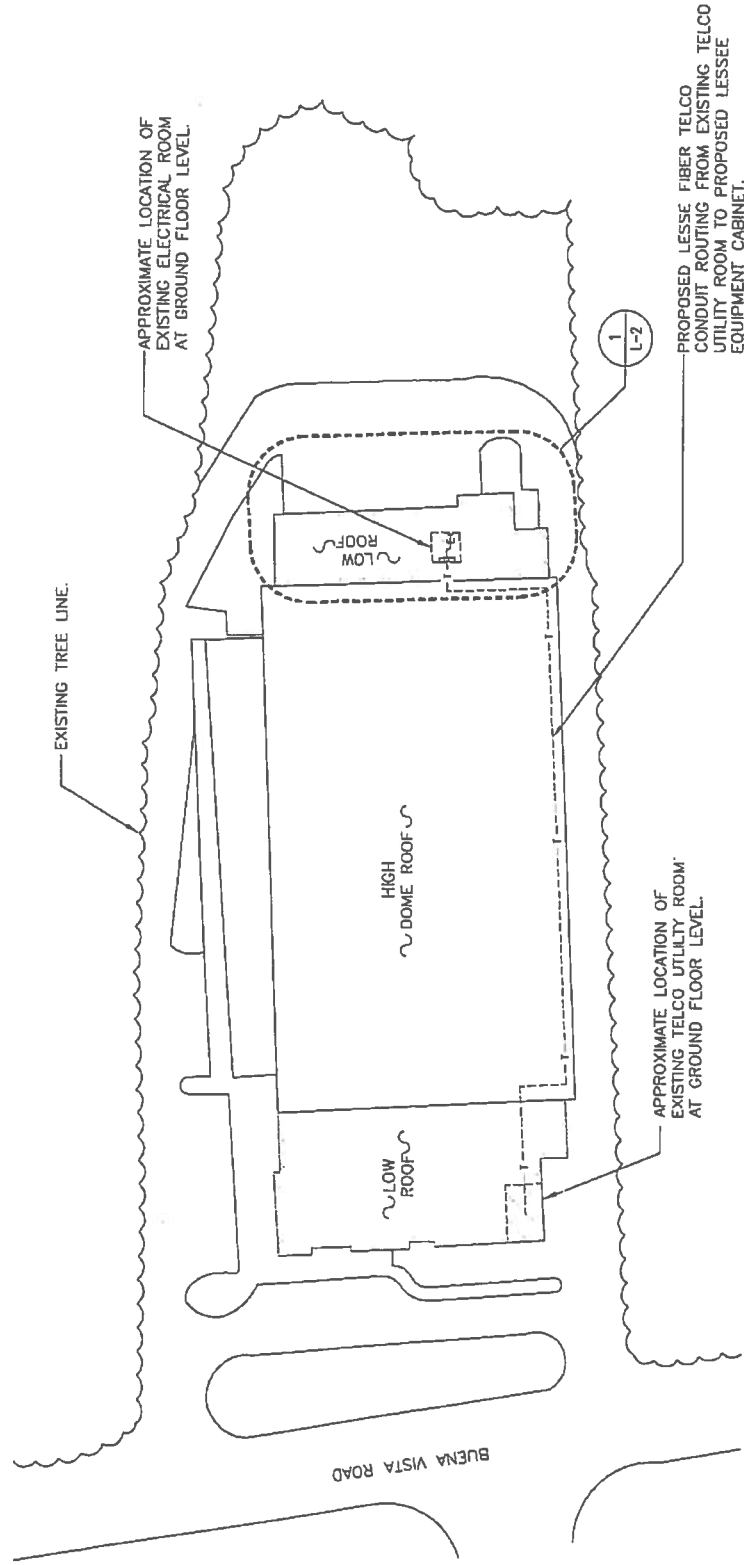 EXISTING TREE LINE.
APPROXIMATE LOCATION OF
EXISTING ELECTRICAL ROOM
AT GROUND FLOOR LEVEL.
LOW
ROOF
HIGH
DOME ROOF
LOW
ROOF
1
L-2
PROPOSED LESSE FIBER TELCO
CONDUIT ROUTING FROM EXISTING TELCO
UTILITY ROOM TO PROPOSED LESSEE
EQUIPMENT CABINET.
APPROXIMATE LOCATION OF
EXISTING TELCO UTILITY ROOM
AT GROUND FLOOR LEVEL.
BUENA VISTA ROAD
T
T
T
T
T